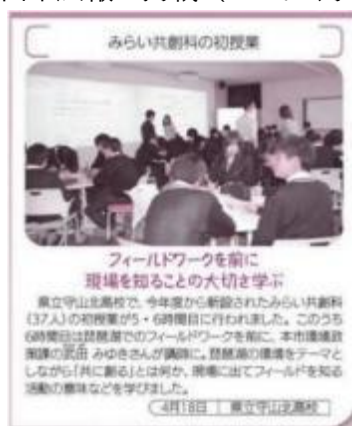 みらい共創科の初授業
フィールドワークを前に
現場を知ることの大切さ学ぶ
県立守山北高校で、今年度から新設されたみらい共創科
(37人)の初授業が5・6時間目に行われました。このうち
6時間目は琵琶湖でのフィールドワークを前に、本市環境政
策課の武田 みゆきさんが講師に。琵琶湖の環境をテーマと
しながら「共に創る」とは何か、現場に出てフィールドを知る
活動の意味などを学びました。
4月18日 県立守山北高校